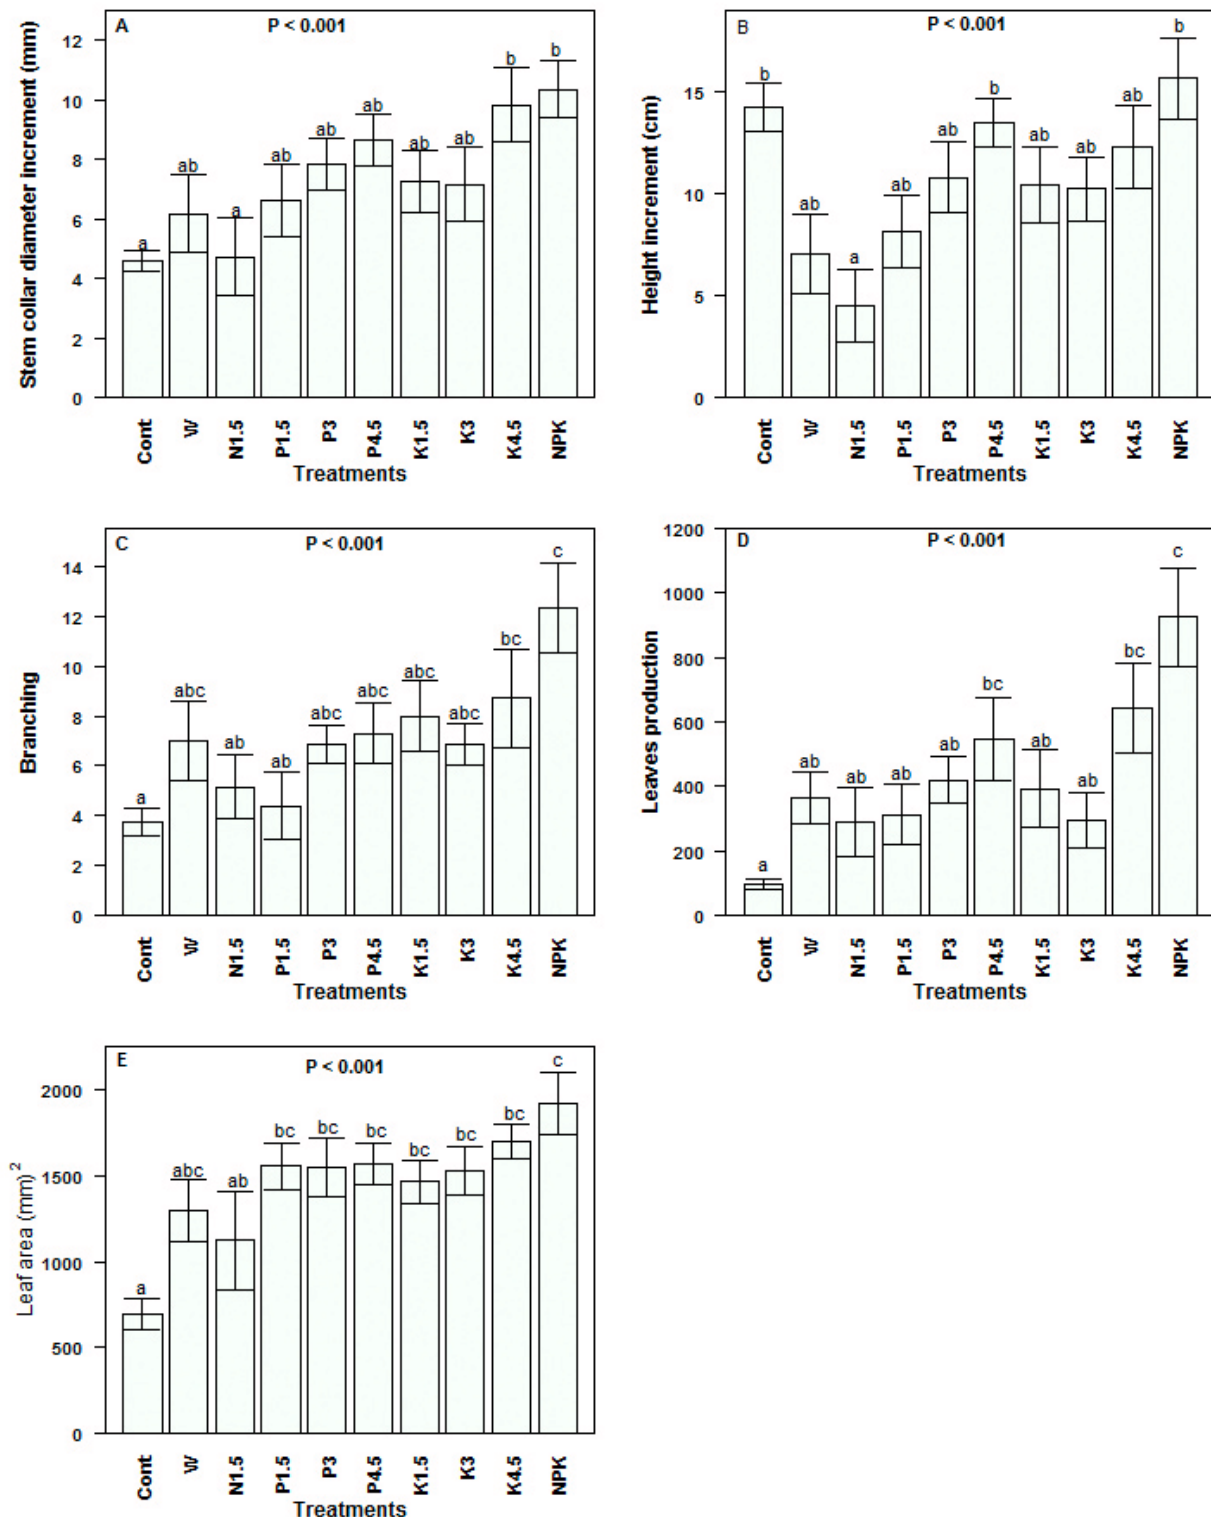 A
P < 0.001
Stem collar diameter increment (mm)
12
10
8
6
4
2
0
a
ab
a
ab
ab
ab
ab
ab
b
b
Cont
W
N1.5
P1.5
P3
P4.5
K1.5
K3
K4.5
NPK
Treatments
B
P < 0.001
Height increment (cm)
15
10
5
0
b
ab
a
ab
ab
b
ab
ab
ab
b
Cont
W
N1.5
P1.5
P3
P4.5
K1.5
K3
K4.5
NPK
Treatments
C
P < 0.001
Branching
14
12
10
8
6
4
2
0
a
abc
ab
ab
abc
abc
abc
abc
bc
c
Cont
W
N1.5
P1.5
P3
P4.5
K1.5
K3
K4.5
NPK
Treatments
D
P < 0.001
Leaves production
1200
1000
800
600
400
200
0
a
ab
ab
ab
ab
bc
ab
ab
bc
c
Cont
W
N1.5
P1.5
P3
P4.5
K1.5
K3
K4.5
NPK
Treatments
E
P < 0.001
Leaf area (mm)²
2000
1500
1000
500
0
a
abc
ab
bc
bc
bc
bc
bc
bc
c
Cont
W
N1.5
P1.5
P3
P4.5
K1.5
K3
K4.5
NPK
Treatments